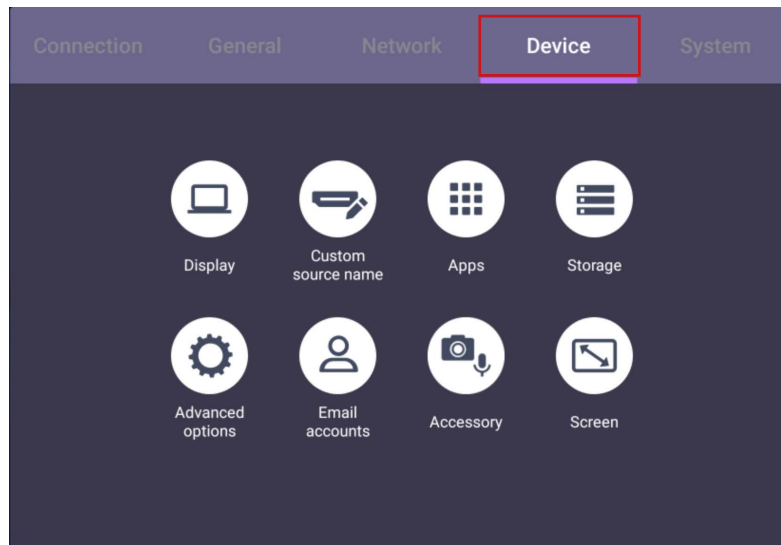 Connection General Network Device System
Display
Custom
source name
Apps
Storage
Advanced
options
Email
accounts
Accessory
Screen